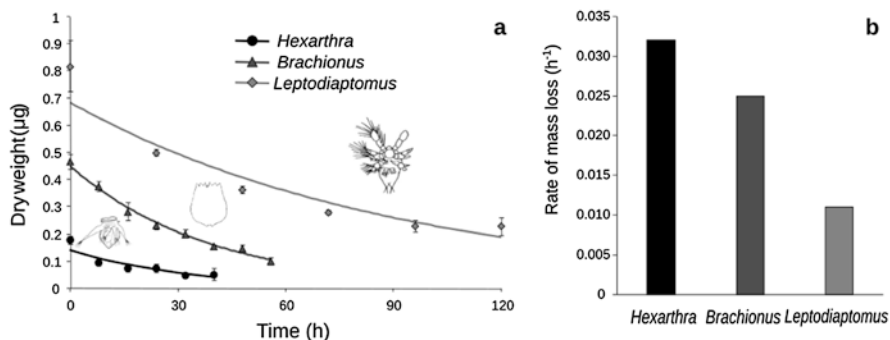 a
Hexarthra
Brachionus
Leptodiaptomus
Dryweight(µg)
1
0.9
0.8
0.7
0.6
0.5
0.4
0.3
0.2
0.1
0
0 30 60 90 120
Time (h)
b
Rate of mass loss (h⁻¹)
0.035
0.030
0.025
0.020
0.015
0.010
0.005
0
Hexarthra Brachionus Leptodiaptomus